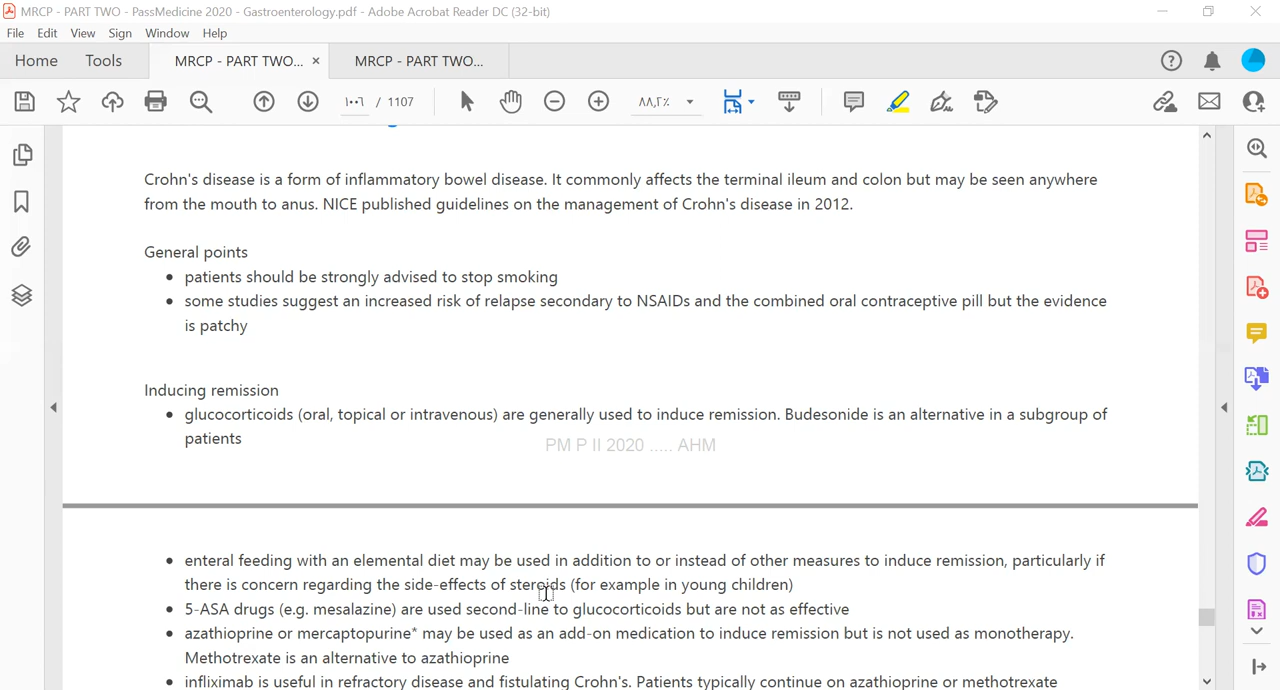 MRCP - PART TWO - PassMedicine 2020 - Gastroenterology.pdf - Adobe Acrobat Reader DC (32-bit)
File Edit View Sign Window Help
Home Tools MRCP - PART TWO... × MRCP - PART TWO...
١٠٠٦ / 1107 ٨٨,٣٪
Crohn's disease is a form of inflammatory bowel disease. It commonly affects the terminal ileum and colon but may be seen anywhere
from the mouth to anus. NICE published guidelines on the management of Crohn's disease in 2012.
General points
• patients should be strongly advised to stop smoking
• some studies suggest an increased risk of relapse secondary to NSAIDs and the combined oral contraceptive pill but the evidence
is patchy
Inducing remission
• glucocorticoids (oral, topical or intravenous) are generally used to induce remission. Budesonide is an alternative in a subgroup of
patients
PM P II 2020 ..... AHM
• enteral feeding with an elemental diet may be used in addition to or instead of other measures to induce remission, particularly if
there is concern regarding the side-effects of steroids (for example in young children)
• 5-ASA drugs (e.g. mesalazine) are used second-line to glucocorticoids but are not as effective
• azathioprine or mercaptopurine* may be used as an add-on medication to induce remission but is not used as monotherapy.
Methotrexate is an alternative to azathioprine
• infliximab is useful in refractory disease and fistulating Crohn's. Patients typically continue on azathioprine or methotrexate